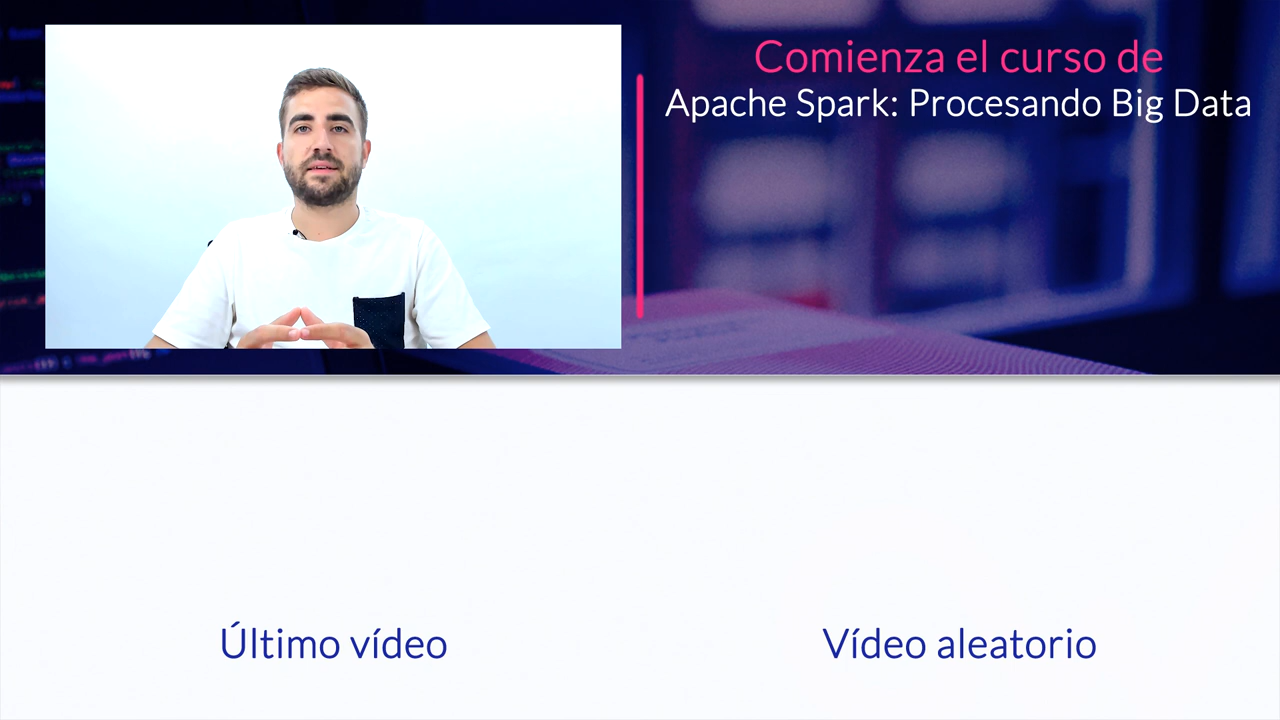 Comienza el curso de
Apache Spark: Procesando Big Data
Último vídeo
Vídeo aleatorio